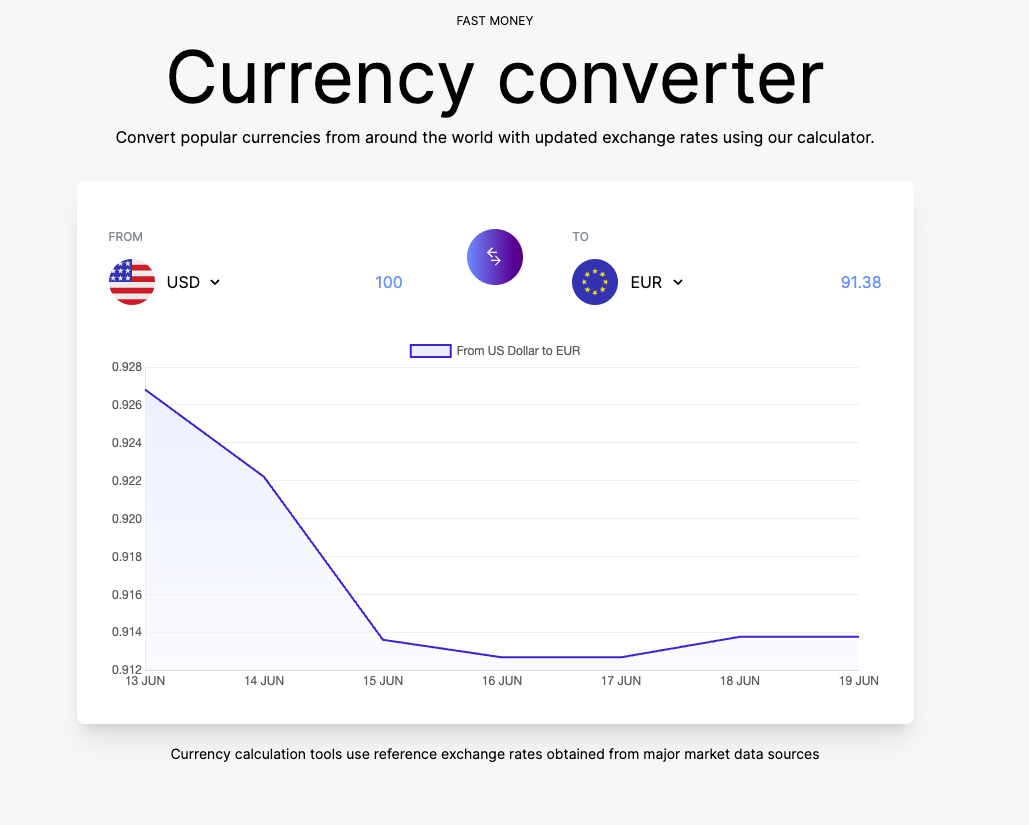 FAST MONEY
Currency converter
Convert popular currencies from around the world with updated exchange rates using our calculator.
FROM
USD
100
TO
EUR
91.38
From US Dollar to EUR
0.928
0.926
0.924
0.922
0.920
0.918
0.916
0.914
0.912
13 JUN
14 JUN
15 JUN
16 JUN
17 JUN
18 JUN
19 JUN
Currency calculation tools use reference exchange rates obtained from major market data sources